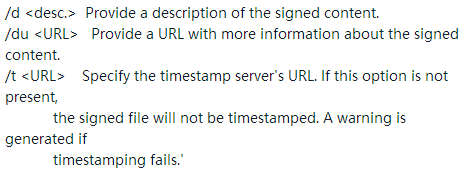 /d <desc.>  Provide a description of the signed content.
/du <URL>   Provide a URL with more information about the signed
content.
/t <URL>    Specify the timestamp server's URL. If this option is not
present,
            the signed file will not be timestamped. A warning is
generated if
            timestamping fails.'